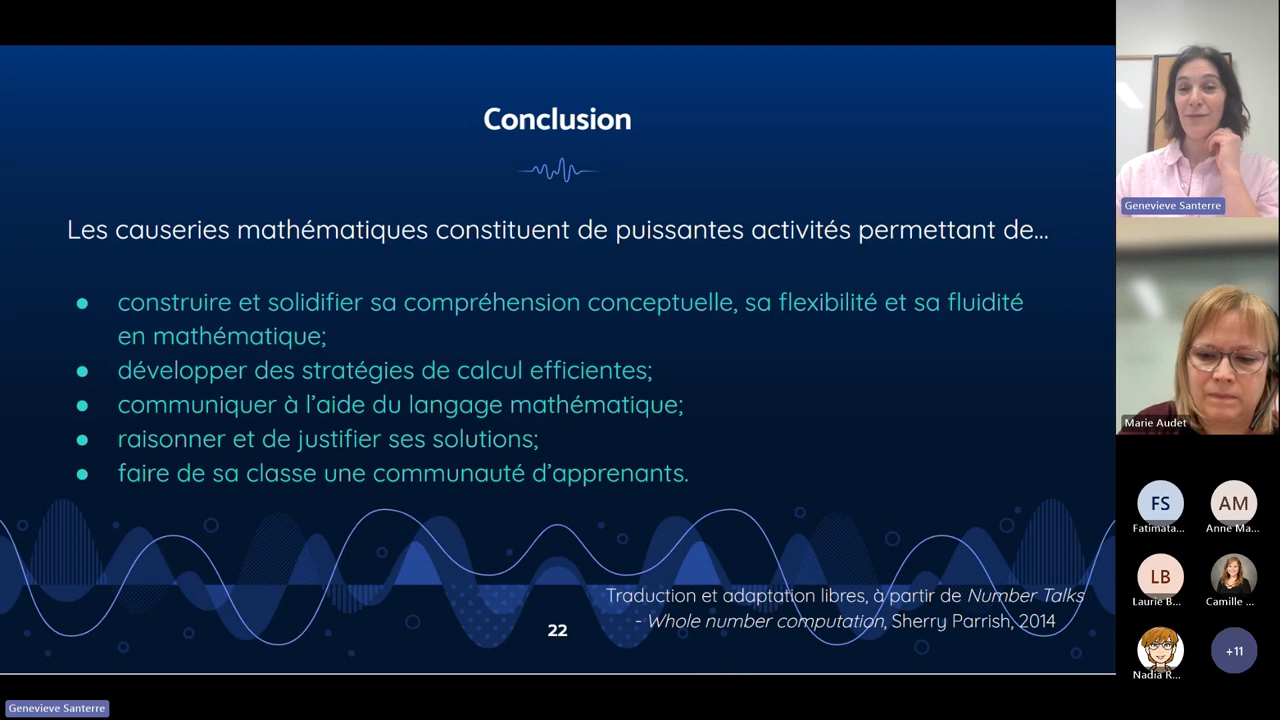 Conclusion
Les causeries mathématiques constituent de puissantes activités permettant de...
● construire et solidifier sa compréhension conceptuelle, sa flexibilité et sa fluidité
en mathématique;
● développer des stratégies de calcul efficientes;
● communiquer à l'aide du langage mathématique;
● raisonner et de justifier ses solutions;
● faire de sa classe une communauté d'apprenants.
Traduction et adaptation libres, à partir de Number Talks
- Whole number computation, Sherry Parrish, 2014
22
Genevieve Santerre
Marie Audet
FS
AM
Fatimata...
Anne Ma...
LB
Laurie B...
Camille ...
Nadia R...
+11
Genevieve Santerre